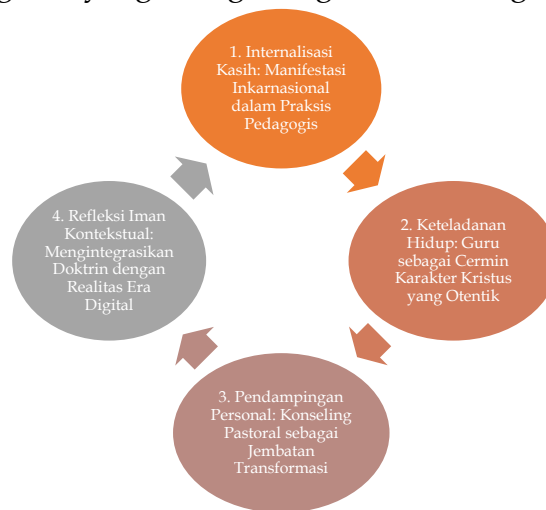 1. Internalisasi
Kasih: Manifestasi
Inkarnasional
dalam Praksis
Pedagogis
2. Keteladanan
Hidup: Guru
sebagai Cermin
Karakter Kristus
yang Otentik
3. Pendampingan
Personal: Konseling
Pastoral sebagai
Jembatan
Transformasi
4. Refleksi Iman
Kontekstual:
Mengintegrasikan
Doktrin dengan
Realitas Era
Digital